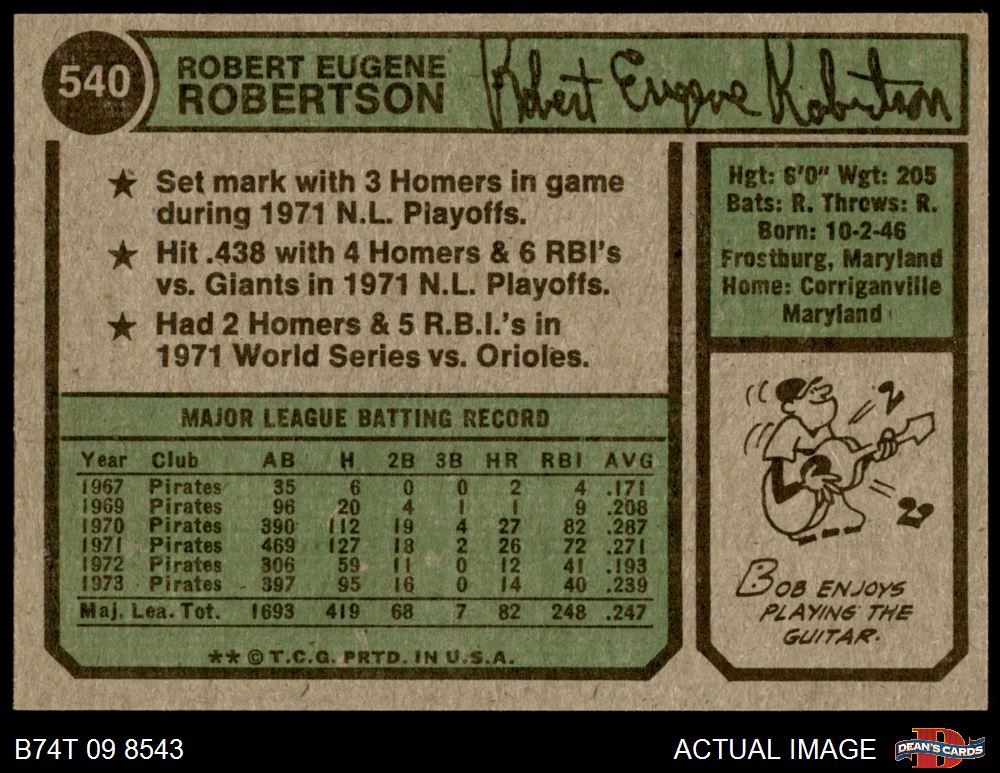 540
ROBERT EUGENE
ROBERTSON
Robert Eugene Robertson
★ Set mark with 3 Homers in game
during 1971 N.L. Playoffs.
★ Hit .438 with 4 Homers & 6 RBI's
vs. Giants in 1971 N.L. Playoffs.
★ Had 2 Homers & 5 R.B.I.'s in
1971 World Series vs. Orioles.
Hgt: 6'0" Wgt: 205
Bats: R. Throws: R.
Born: 10-2-46
Frostburg, Maryland
Home: Corriganville
Maryland
MAJOR LEAGUE BATTING RECORD
Year Club AB H 2B 3B HR RBI AVG
1967 Pirates 35 6 0 0 2 4 .171
1969 Pirates 96 20 4 1 1 9 .208
1970 Pirates 390 112 19 4 27 82 .287
1971 Pirates 469 127 18 2 26 72 .271
1972 Pirates 306 59 11 0 12 41 .193
1973 Pirates 397 95 16 0 14 40 .239
Maj. Lea. Tot. 1693 419 68 7 82 248 .247
** © T.C.G. PRTD. IN U.S.A.
BOB ENJOYS
PLAYING THE
GUITAR.
B74T 09 8543
ACTUAL IMAGE
DEAN'S CARDS